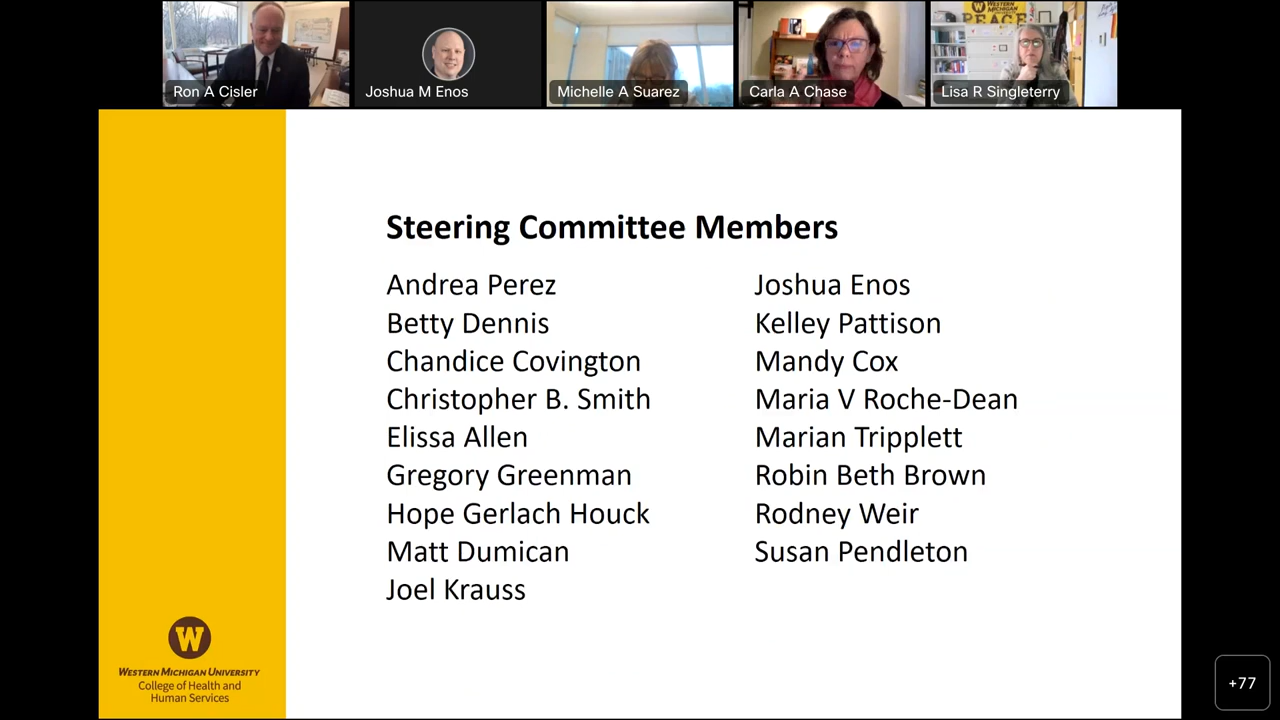 WESTERN MICHIGAN
PEACE
Ron A Cisler
Joshua M Enos
Michelle A Suarez
Carla A Chase
Lisa R Singleterry
Steering Committee Members
Andrea Perez
Betty Dennis
Chandice Covington
Christopher B. Smith
Elissa Allen
Gregory Greenman
Hope Gerlach Houck
Matt Dumican
Joel Krauss
Joshua Enos
Kelley Pattison
Mandy Cox
Maria V Roche-Dean
Marian Tripplett
Robin Beth Brown
Rodney Weir
Susan Pendleton
W
WESTERN MICHIGAN UNIVERSITY
College of Health and
Human Services
+77